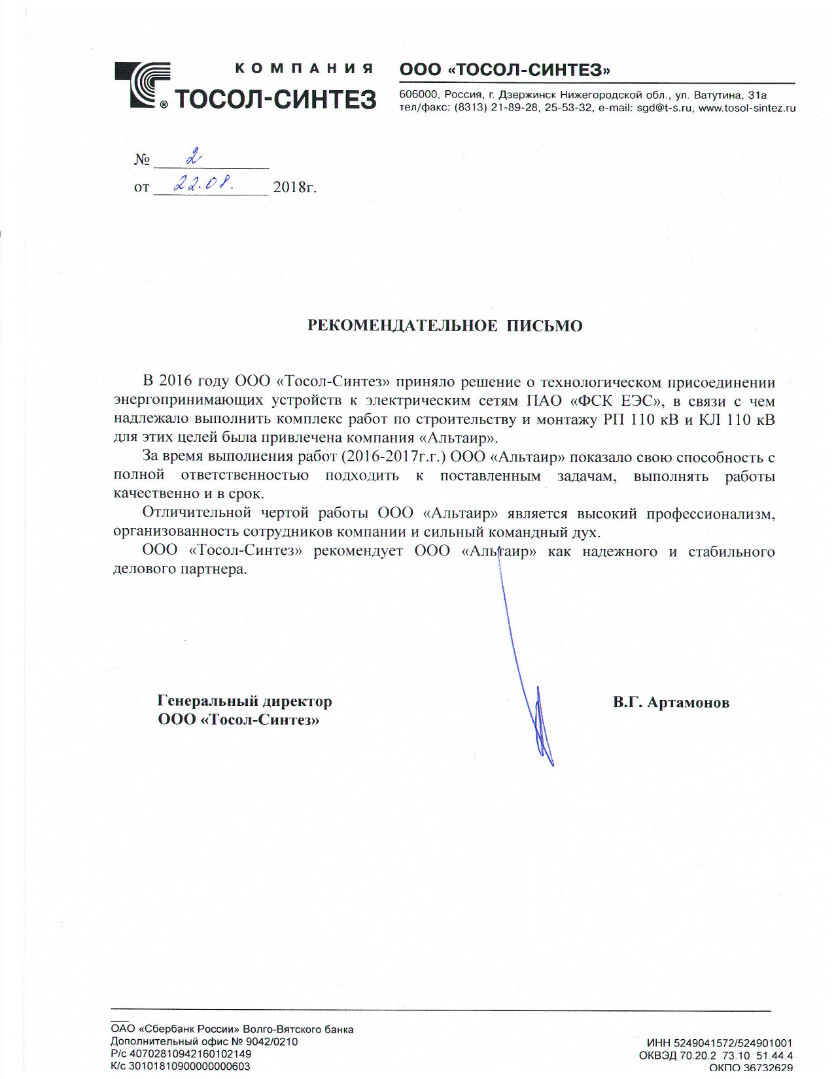 КОМПАНИЯ
ТОСОЛ-СИНТЕЗ
ООО «ТОСОЛ-СИНТЕЗ»
606000, Россия, г. Дзержинск Нижегородской обл., ул. Ватутина, 31а
тел/факс: (8313) 21-89-28, 25-53-32, e-mail: sgd@t-s.ru, www.tosol-sintez.ru
№ 2
от 22.01. 2018г.
РЕКОМЕНДАТЕЛЬНОЕ ПИСЬМО
В 2016 году ООО «Тосол-Синтез» приняло решение о технологическом присоединении
энергопринимающих устройств к электрическим сетям ПАО «ФСК ЕЭС», в связи с чем
надлежало выполнить комплекс работ по строительству и монтажу РП 110 кВ и КЛ 110 кВ
для этих целей была привлечена компания «Альтаир».
За время выполнения работ (2016-2017г.г.) ООО «Альтаир» показало свою способность с
полной ответственностью подходить к поставленным задачам, выполнять работы
качественно и в срок.
Отличительной чертой работы ООО «Альтаир» является высокий профессионализм,
организованность сотрудников компании и сильный командный дух.
ООО «Тосол-Синтез» рекомендует ООО «Альтаир» как надежного и стабильного
делового партнера.
Генеральный директор
ООО «Тосол-Синтез»
В.Г. Артамонов
ОАО «Сбербанк России» Волго-Вятского банка
Дополнительный офис № 9042/0210
Р/с 40702810942160102149
К/с 30101810900000000603
ИНН 5249041572/524901001
ОКВЭД 70.20.2 73.10 51.44.4
ОКПО 36732629